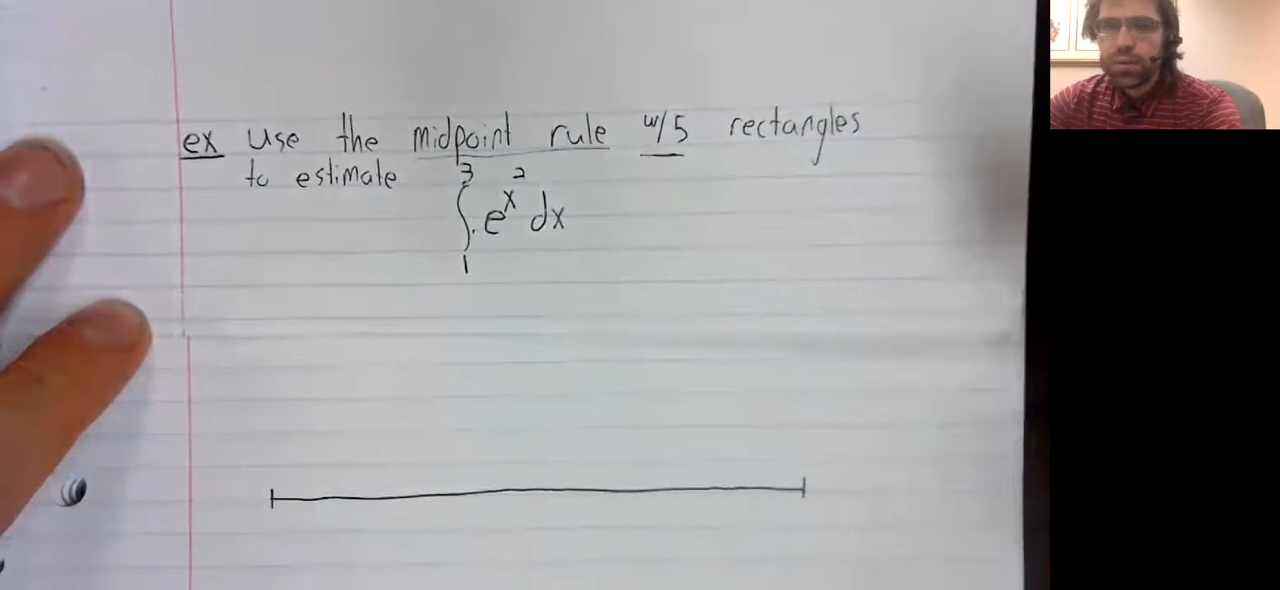 ex Use the midpoint rule w/5 rectangles
to estimate
∫₁³ e^x² dx